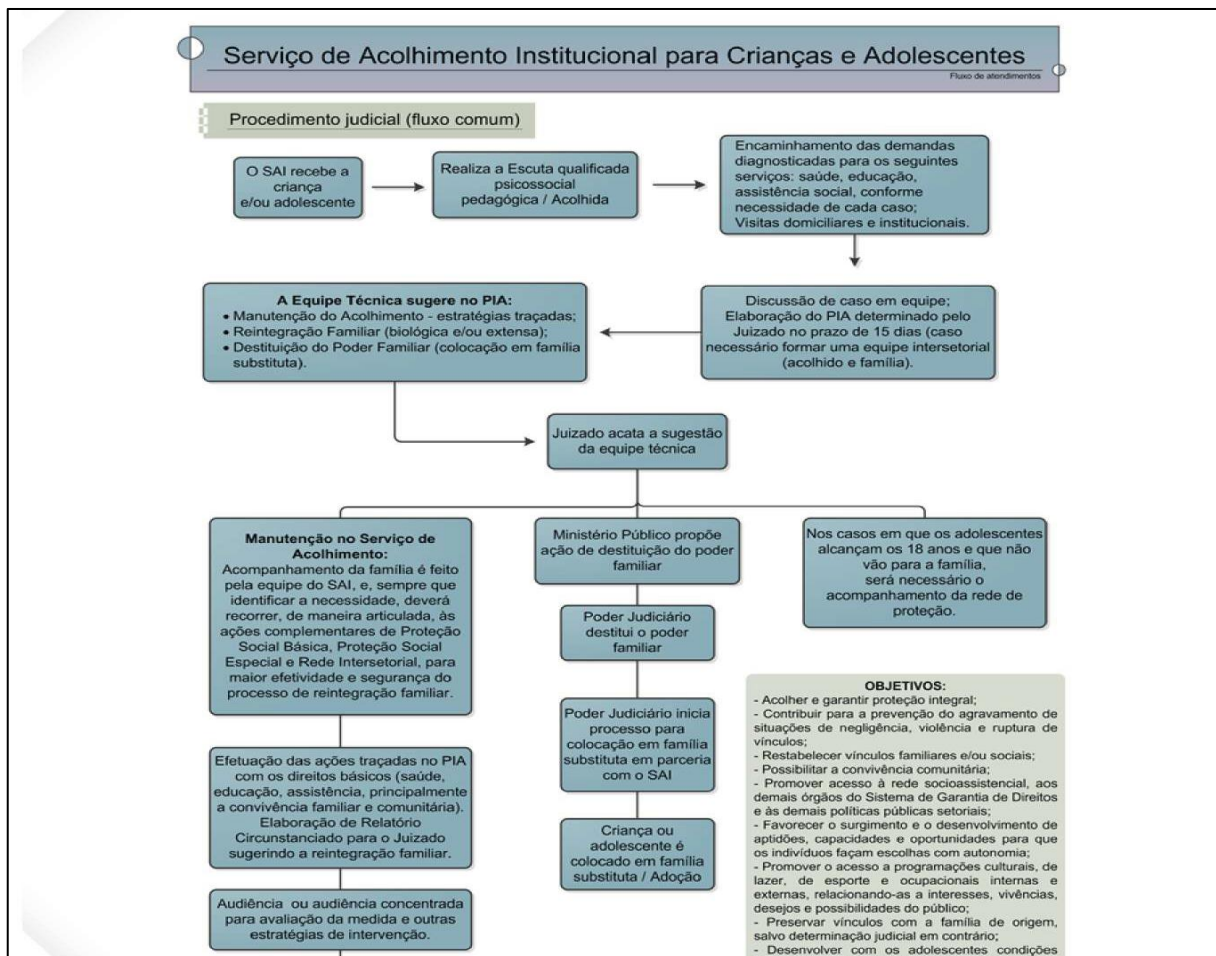 Serviço de Acolhimento Institucional para Crianças e Adolescentes
Fluxo de atendimentos
Procedimento judicial (fluxo comum)
O SAI recebe a
criança
e/ou adolescente
Realiza a Escuta qualificada
psicossocial
pedagógica / Acolhida
Encaminhamento das demandas
diagnosticadas para os seguintes
serviços: saúde, educação,
assistência social, conforme
necessidade de cada caso;
Visitas domiciliares e institucionais.
Discussão de caso em equipe;
Elaboração do PIA determinado pelo
Juizado no prazo de 15 dias (caso
necessário formar uma equipe intersetorial
(acolhido e família).
A Equipe Técnica sugere no PIA:
• Manutenção do Acolhimento - estratégias traçadas;
• Reintegração Familiar (biológica e/ou extensa);
• Destituição do Poder Familiar (colocação em família
substituta).
Juizado acata a sugestão
da equipe técnica
Manutenção no Serviço de
Acolhimento:
Acompanhamento da família é feito
pela equipe do SAI, e, sempre que
identificar a necessidade, deverá
recorrer, de maneira articulada, às
ações complementares de Proteção
Social Básica, Proteção Social
Especial e Rede Intersetorial, para
maior efetividade e segurança do
processo de reintegração familiar.
Efetuação das ações traçadas no PIA
com os direitos básicos (saúde,
educação, assistência, principalmente
a convivência familiar e comunitária).
Elaboração de Relatório
Circunstanciado para o Juizado
sugerindo a reintegração familiar.
Audiência ou audiência concentrada
para avaliação da medida e outras
estratégias de intervenção.
Ministério Público propõe
ação de destituição do poder
familiar
Poder Judiciário
destitui o poder
familiar
Poder Judiciário inicia
processo para
colocação em família
substituta em parceria
com o SAI
Criança ou
adolescente é
colocado em família
substituta / Adoção
Nos casos em que os adolescentes
alcançam os 18 anos e que não
vão para a família,
será necessário o
acompanhamento da rede de
proteção.
OBJETIVOS:
- Acolher e garantir proteção integral;
- Contribuir para a prevenção do agravamento de
situações de negligência, violência e ruptura de
vínculos;
- Restabelecer vínculos familiares e/ou sociais;
- Possibilitar a convivência comunitária;
- Promover acesso à rede socioassistencial, aos
demais órgãos do Sistema de Garantia de Direitos
e às demais políticas públicas setoriais;
- Favorecer o surgimento e o desenvolvimento de
aptidões, capacidades e oportunidades para que
os indivíduos façam escolhas com autonomia;
- Promover o acesso a programações culturais, de
lazer, de esporte e ocupacionais internas e
externas, relacionando-as a interesses, vivências,
desejos e possibilidades do público;
- Preservar vínculos com a família de origem,
salvo determinação judicial em contrário;
- Desenvolver com os adolescentes condições